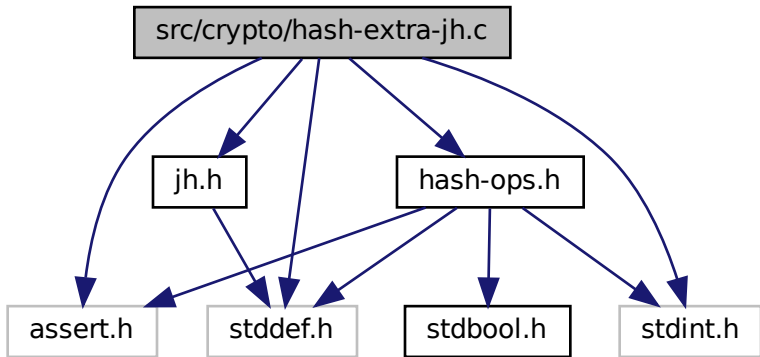 src/crypto/hash-extra-jh.c
jh.h
hash-ops.h
assert.h
stddef.h
stdbool.h
stdint.h